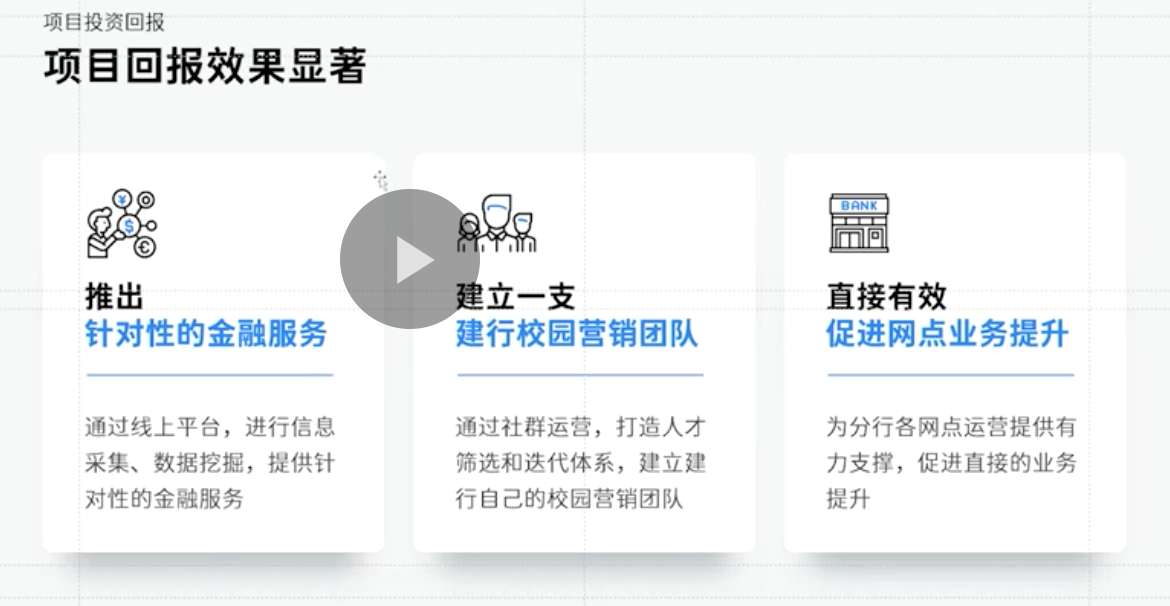 项目投资回报
项目回报效果显著
推出
针对性的金融服务
通过线上平台，进行信息
采集、数据挖掘，提供针
对性的金融服务
建立一支
建行校园营销团队
通过社群运营，打造人才
筛选和迭代体系，建立建
行自己的校园营销团队
BANK
直接有效
促进网点业务提升
为分行各网点运营提供有
力支撑，促进直接的业务
提升